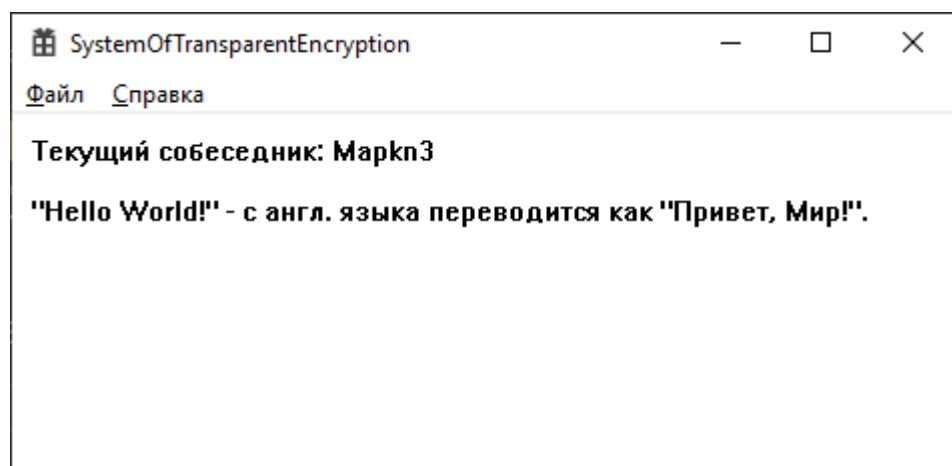 SystemOfTransparentEncryption
Файл Справка
Текущий собеседник: Mapkn3
"Hello World!" - с англ. языка переводится как "Привет, Мир!".